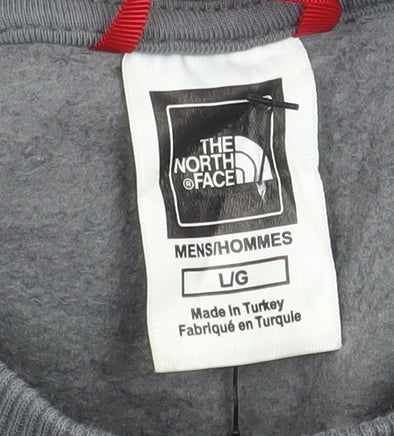 THE
NORTH
®FACE
MENS/HOMMES
L/G
Made in Turkey
Fabriqué en Turquie